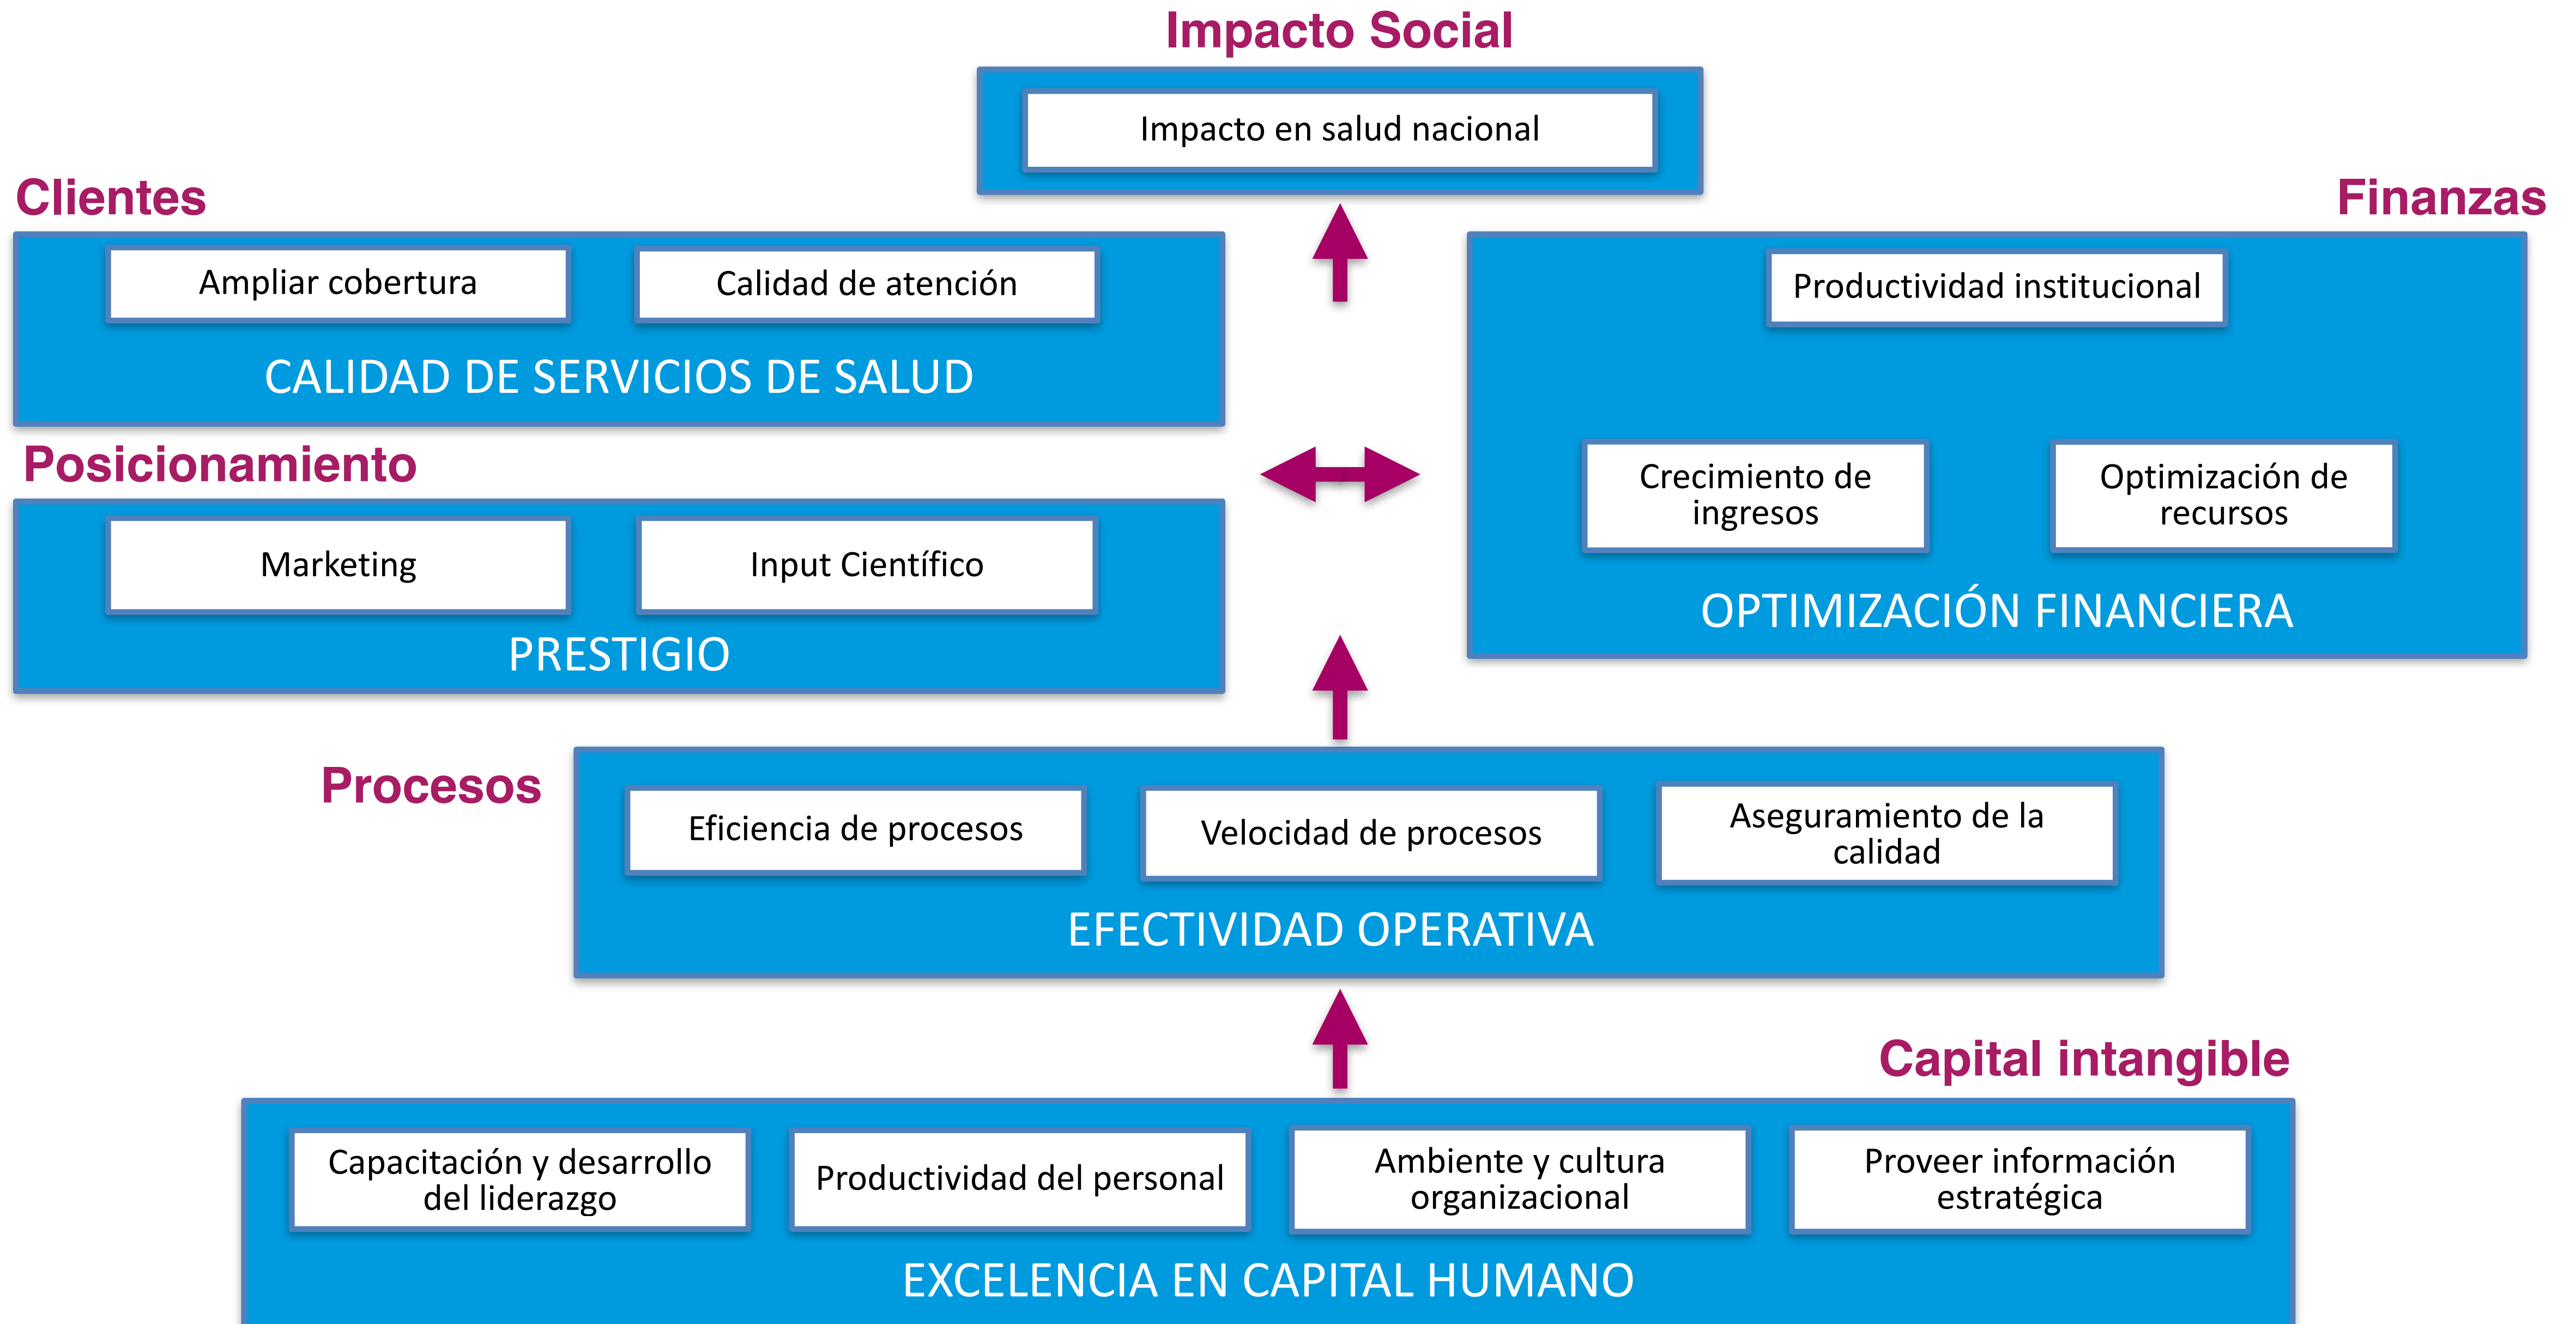 Impacto Social
Impacto en salud nacional
Clientes
Ampliar cobertura
Calidad de atención
CALIDAD DE SERVICIOS DE SALUD
Finanzas
Productividad institucional
Crecimiento de
ingresos
Optimización de
recursos
OPTIMIZACIÓN FINANCIERA
Posicionamiento
Marketing
Input Científico
PRESTIGIO
Procesos
Eficiencia de procesos
Velocidad de procesos
Aseguramiento de la
calidad
EFECTIVIDAD OPERATIVA
Capital intangible
Capacitación y desarrollo
del liderazgo
Productividad del personal
Ambiente y cultura
organizacional
Proveer información
estratégica
EXCELENCIA EN CAPITAL HUMANO